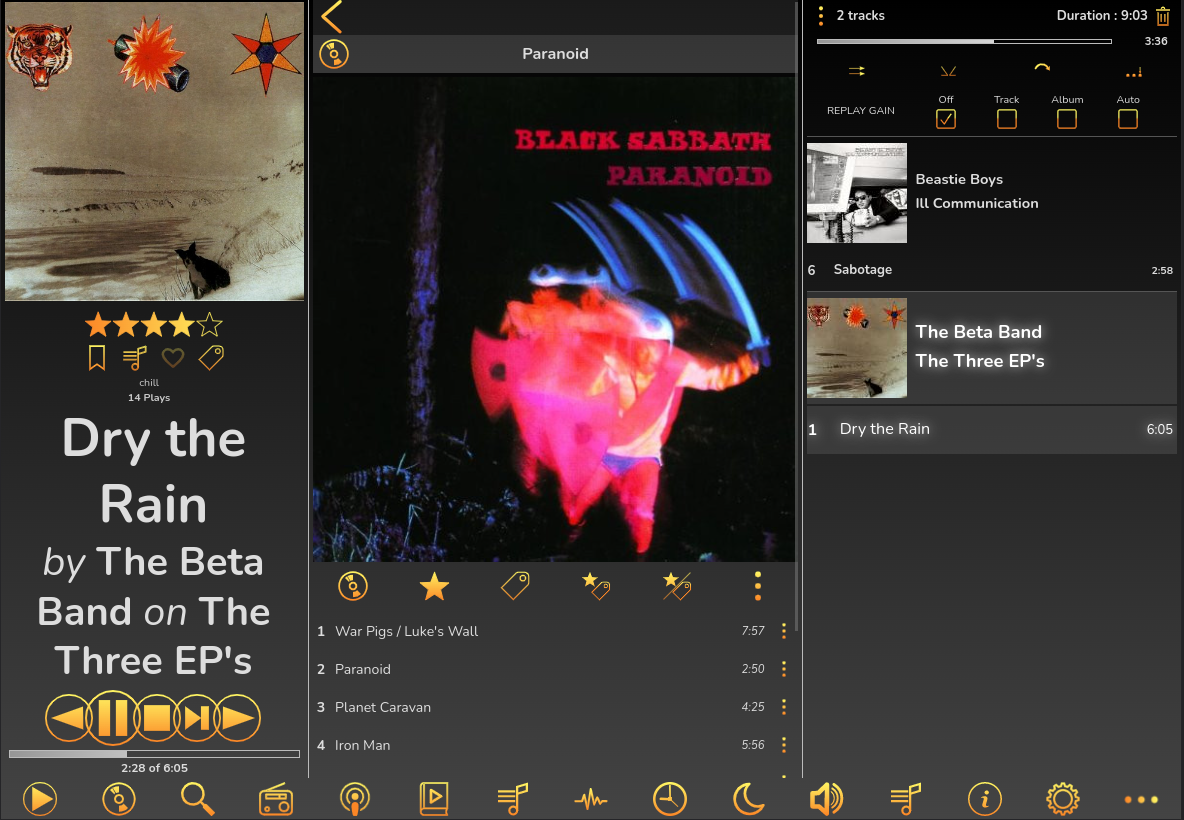 chill
14 Plays
Dry the
Rain
by The Beta
Band on The
Three EP's
2:28 of 6:05
Paranoid
BLACK SABBATH
PARANOID
1 War Pigs / Luke's Wall 7:57
2 Paranoid 2:50
3 Planet Caravan 4:25
4 Iron Man 5:56
2 tracks Duration : 9:03
3:36
Off Track Album Auto
REPLAY GAIN
Beastie Boys
Ill Communication
6 Sabotage 2:58
The Beta Band
The Three EP's
1 Dry the Rain 6:05